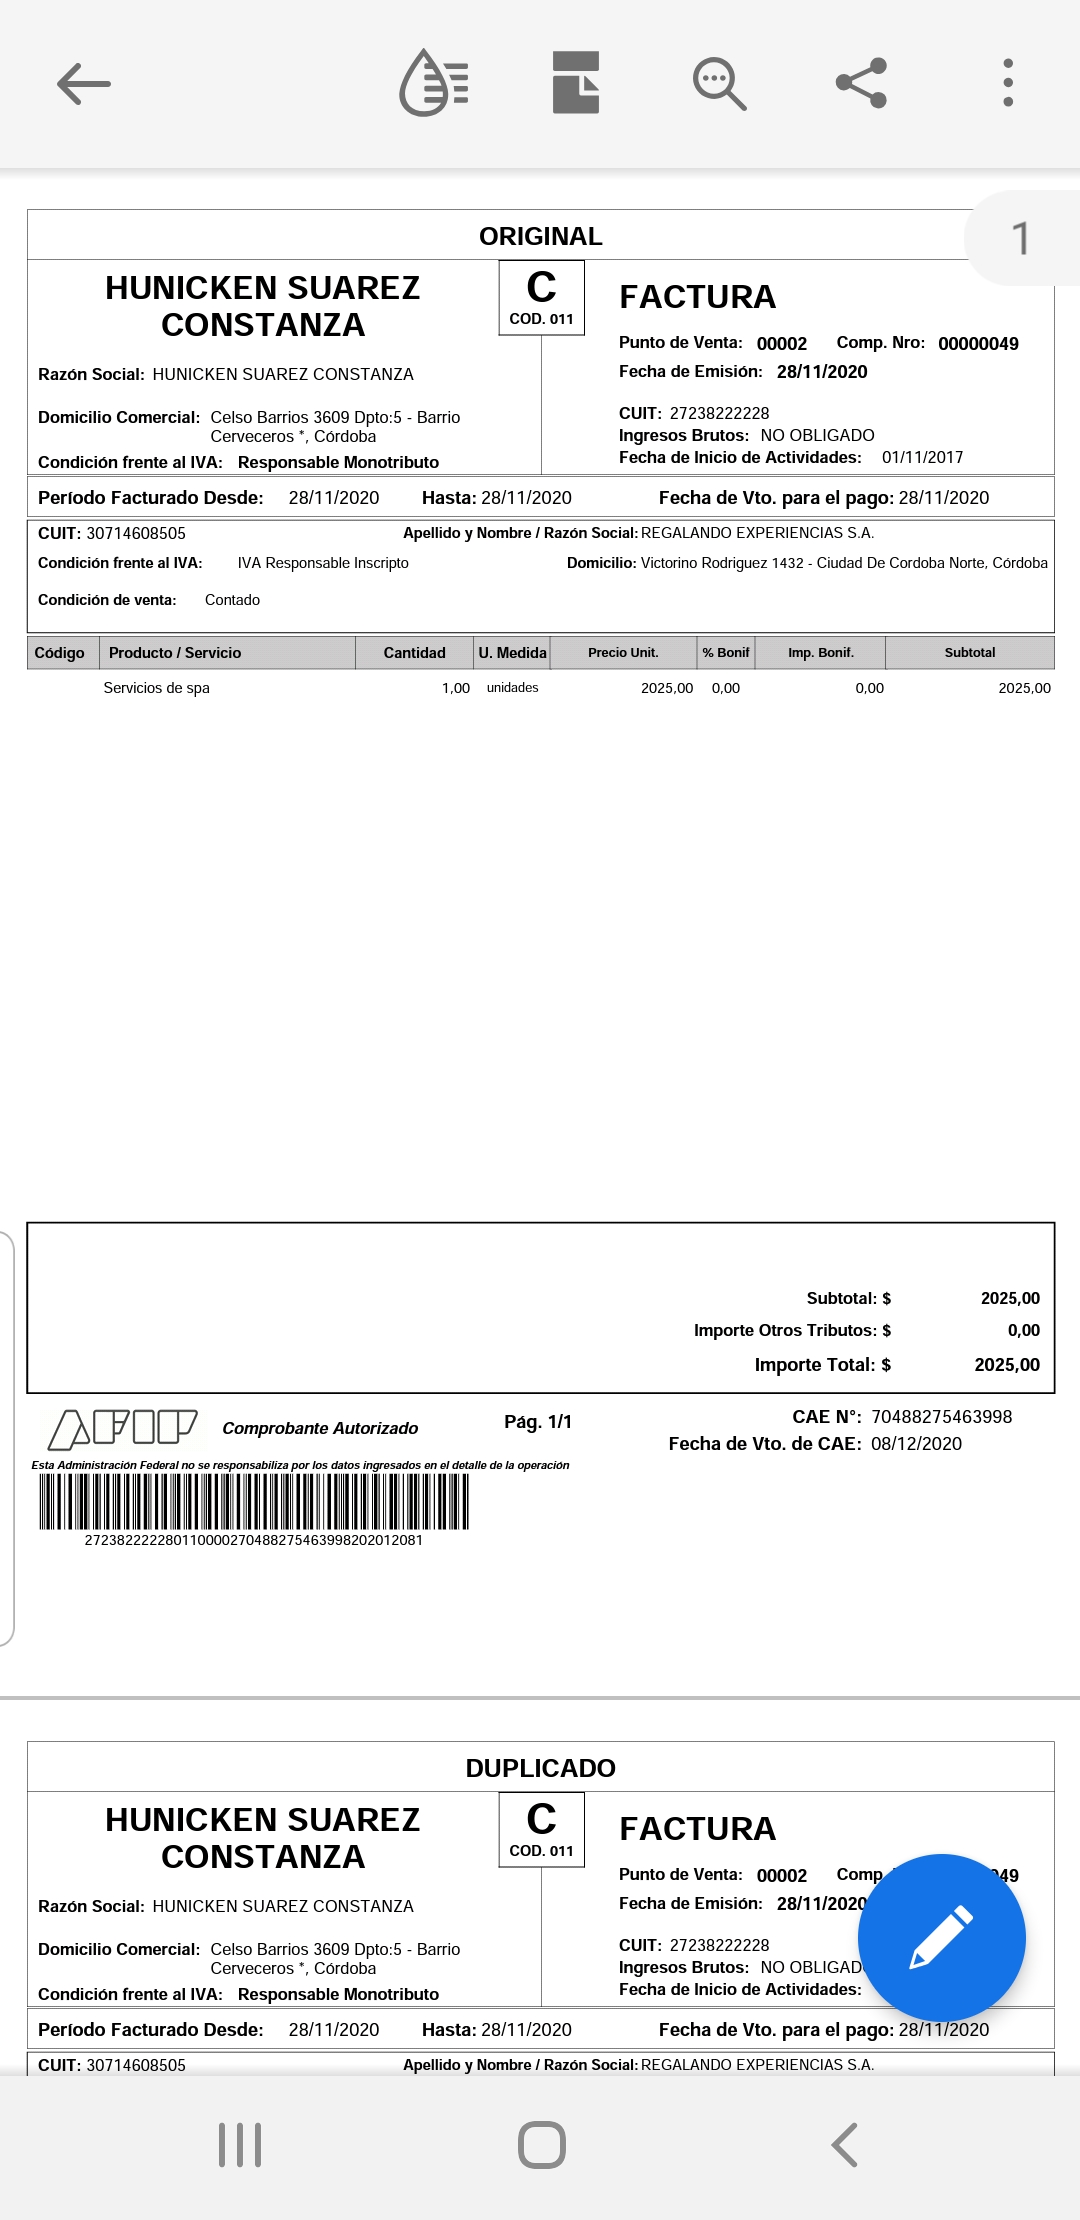 1
ORIGINAL
HUNICKEN SUAREZ
CONSTANZA
C
COD. 011
FACTURA
Punto de Venta: 00002 Comp. Nro: 00000049
Fecha de Emisión: 28/11/2020
Razón Social: HUNICKEN SUAREZ CONSTANZA
Domicilio Comercial: Celso Barrios 3609 Dpto:5 - Barrio
Cerveceros *, Córdoba
Condición frente al IVA: Responsable Monotributo
CUIT: 27238222228
Ingresos Brutos: NO OBLIGADO
Fecha de Inicio de Actividades: 01/11/2017
Período Facturado Desde: 28/11/2020 Hasta: 28/11/2020 Fecha de Vto. para el pago: 28/11/2020
CUIT: 30714608505 Apellido y Nombre / Razón Social: REGALANDO EXPERIENCIAS S.A.
Condición frente al IVA: IVA Responsable Inscripto Domicilio: Victorino Rodriguez 1432 - Ciudad De Cordoba Norte, Córdoba
Condición de venta: Contado
Código Producto / Servicio Cantidad U. Medida Precio Unit. % Bonif Imp. Bonif. Subtotal
Servicios de spa 1,00 unidades 2025,00 0,00 0,00 2025,00
Subtotal: $ 2025,00
Importe Otros Tributos: $ 0,00
Importe Total: $ 2025,00
AFIP Comprobante Autorizado Pág. 1/1 CAE N°: 70488275463998
Fecha de Vto. de CAE: 08/12/2020
Esta Administración Federal no se responsabiliza por los datos ingresados en el detalle de la operación
2723822222801100002704882754639982020120​81
DUPLICADO
HUNICKEN SUAREZ
CONSTANZA
C
COD. 011
FACTURA
Punto de Venta: 00002 Comp. 49
Fecha de Emisión: 28/11/2020
Razón Social: HUNICKEN SUAREZ CONSTANZA
Domicilio Comercial: Celso Barrios 3609 Dpto:5 - Barrio
Cerveceros *, Córdoba
Condición frente al IVA: Responsable Monotributo
CUIT: 27238222228
Ingresos Brutos: NO OBLIGADO
Fecha de Inicio de Actividades:
Período Facturado Desde: 28/11/2020 Hasta: 28/11/2020 Fecha de Vto. para el pago: 28/11/2020
CUIT: 30714608505 Apellido y Nombre / Razón Social: REGALANDO EXPERIENCIAS S.A.